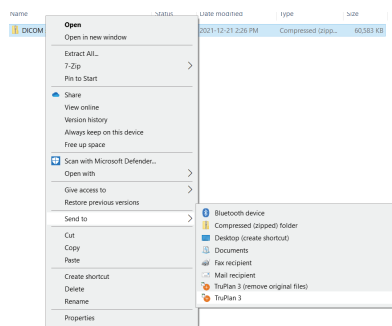 Name Status Date modified Type Size
DICOM 2021-12-21 2:26 PM Compressed (zipp... 60,583 KB
Open
Open in new window
Extract All...
7-Zip
Pin to Start
Share
View online
Version history
Always keep on this device
Free up space
Scan with Microsoft Defender...
Open with
Give access to
Restore previous versions
Send to
Cut
Copy
Paste
Create shortcut
Delete
Rename
Properties
Bluetooth device
Compressed (zipped) folder
Desktop (create shortcut)
Documents
Fax recipient
Mail recipient
TruPlan 3 (remove original files)
TruPlan 3